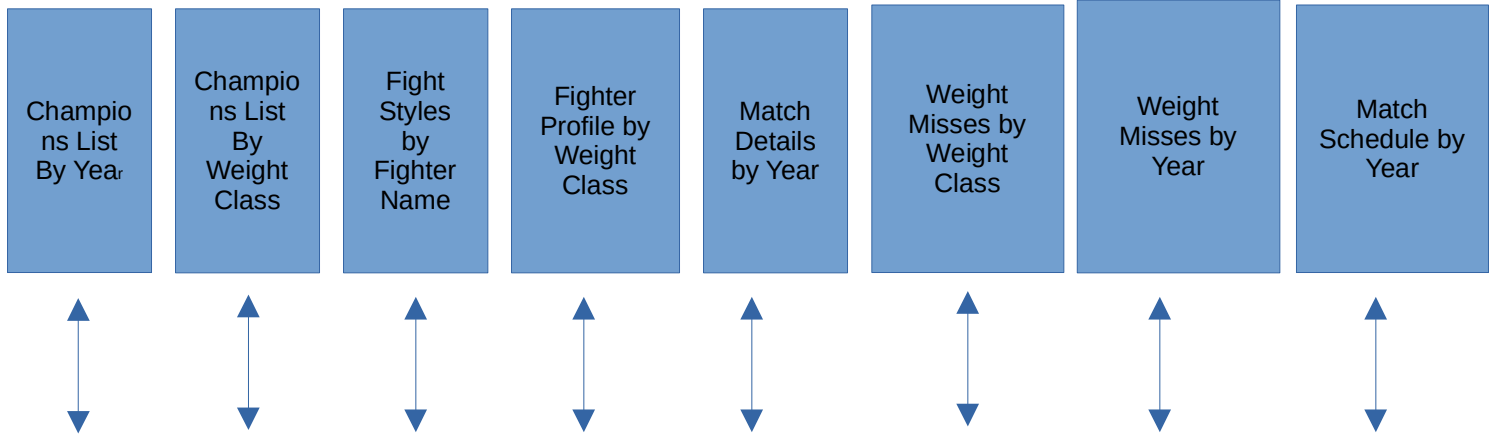 Champio
ns List
By Year
Champio
ns List
By
Weight
Class
Fight
Styles
by
Fighter
Name
Fighter
Profile by
Weight
Class
Match
Details
by Year
Weight
Misses by
Weight
Class
Weight
Misses by
Year
Match
Schedule by
Year